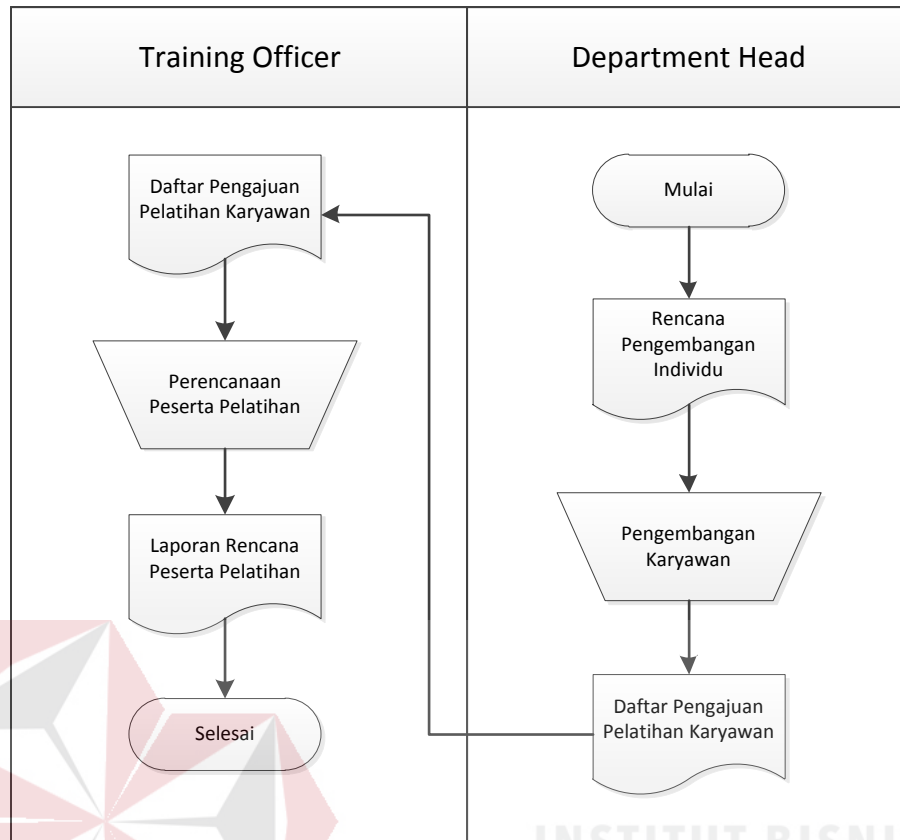 Training Officer
Department Head
Daftar Pengajuan
Pelatihan Karyawan
Perencanaan
Peserta Pelatihan
Laporan Rencana
Peserta Pelatihan
Selesai
Mulai
Rencana
Pengembangan
Individu
Pengembangan
Karyawan
Daftar Pengajuan
Pelatihan Karyawan
INSTITUT BISNI